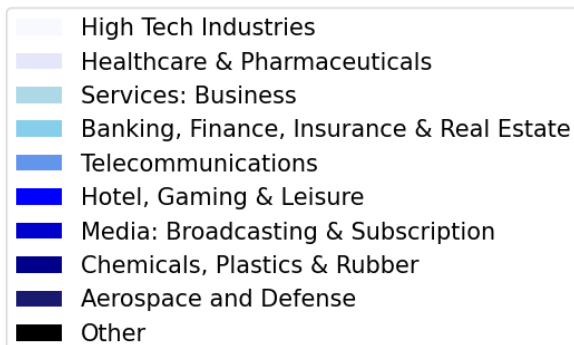 High Tech Industries
Healthcare & Pharmaceuticals
Services: Business
Banking, Finance, Insurance & Real Estate
Telecommunications
Hotel, Gaming & Leisure
Media: Broadcasting & Subscription
Chemicals, Plastics & Rubber
Aerospace and Defense
Other